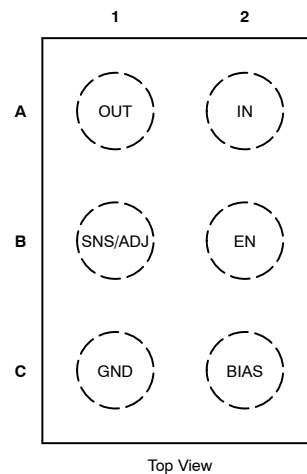 1 2
A OUT IN
B SNS/ADJ EN
C GND BIAS
Top View